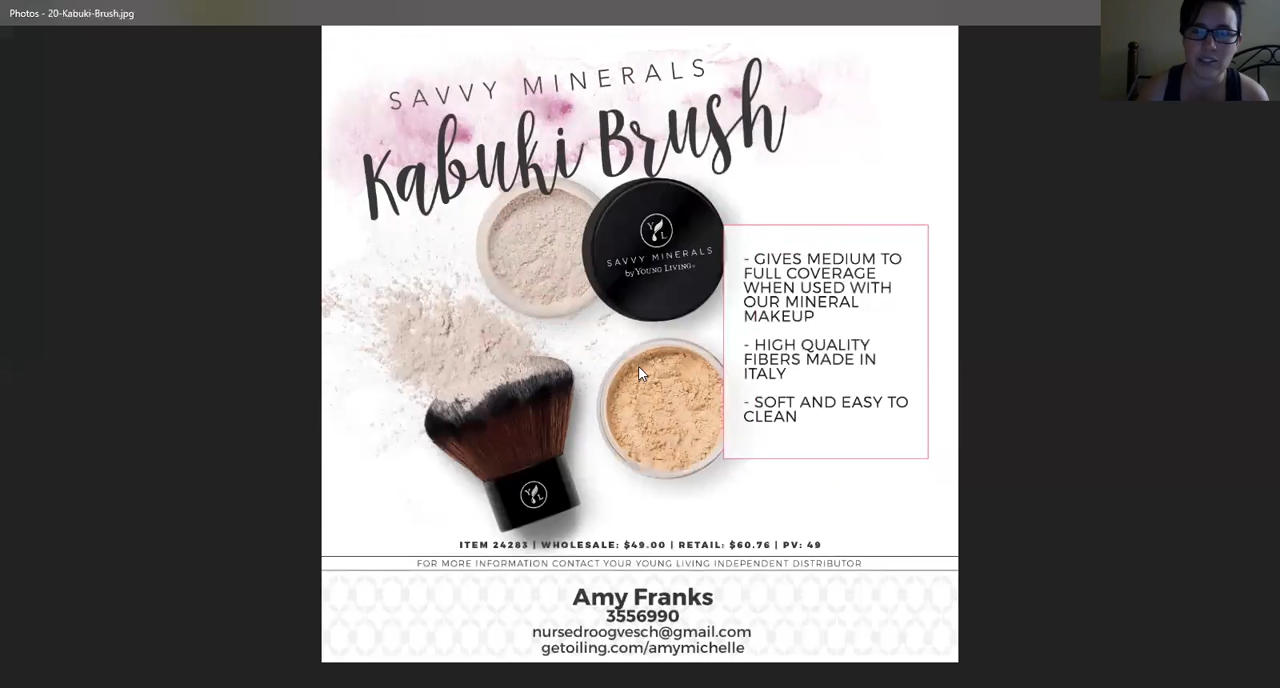 Photos - 20-Kabuki-Brush.jpg
SAVVY MINERALS
Kabuki Brush
Y L
SAVVY MINERALS
by YOUNG LIVING
- GIVES MEDIUM TO
FULL COVERAGE
WHEN USED WITH
OUR MINERAL
MAKEUP
- HIGH QUALITY
FIBERS MADE IN
ITALY
- SOFT AND EASY TO
CLEAN
Y L
ITEM 24283 | WHOLESALE: $49.00 | RETAIL: $60.76 | PV: 49
FOR MORE INFORMATION CONTACT YOUR YOUNG LIVING INDEPENDENT DISTRIBUTOR
Amy Franks
3556990
nursedroogvesch@gmail.com
getoiling.com/amymichelle